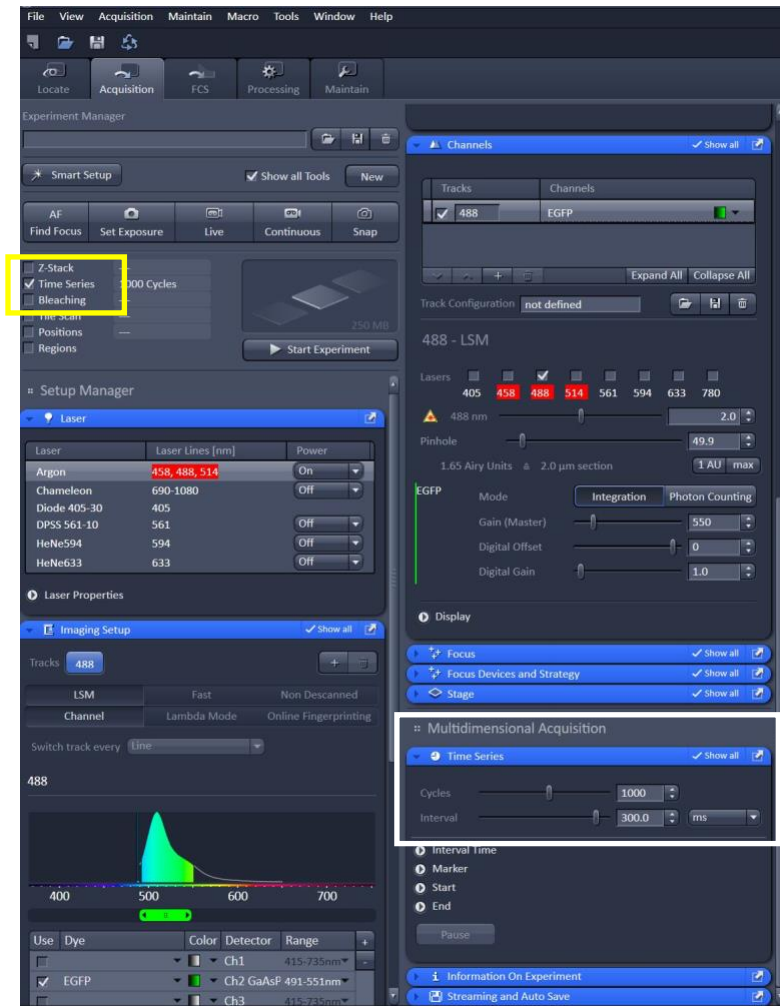 File View Acquisition Maintain Macro Tools Window Help
Locate Acquisition FCS Processing Maintain
Experiment Manager
Smart Setup Show all Tools New
AF
Find Focus Set Exposure Live Continuous Snap
Z-Stack ---
Time Series 1000 Cycles
Bleaching ---
Tile Scan ---
Positions ---
Regions
250 MB
Start Experiment
Setup Manager
Laser
Laser Laser Lines [nm] Power
Argon 458, 488, 514 On
Chameleon 690-1080 Off
Diode 405-30 405
DPSS 561-10 561 Off
HeNe594 594 Off
HeNe633 633 Off
Laser Properties
Imaging Setup Show all
Tracks 488
LSM Fast Non Descanned
Channel Lambda Mode Online Fingerprinting
Switch track every Line
488
400 500 600 700
Use Dye Color Detector Range
Ch1 415-735nm
EGFP Ch2 GaAsP 491-551nm
Ch3 415-735nm
Channels Show all
Tracks Channels
488 EGFP
Expand All Collapse All
Track Configuration not defined
488 - LSM
Lasers
405 458 488 514 561 594 633 780
488 nm 2.0
Pinhole 49.9
1.65 Airy Units ≙ 2.0 µm section 1 AU max
EGFP Mode Integration Photon Counting
Gain (Master) 550
Digital Offset 0
Digital Gain 1.0
Display
Focus Show all
Focus Devices and Strategy Show all
Stage Show all
Multidimensional Acquisition
Time Series Show all
Cycles 1000
Interval 300.0 ms
Interval Time
Marker
Start
End
Pause
Information On Experiment
Streaming and Auto Save